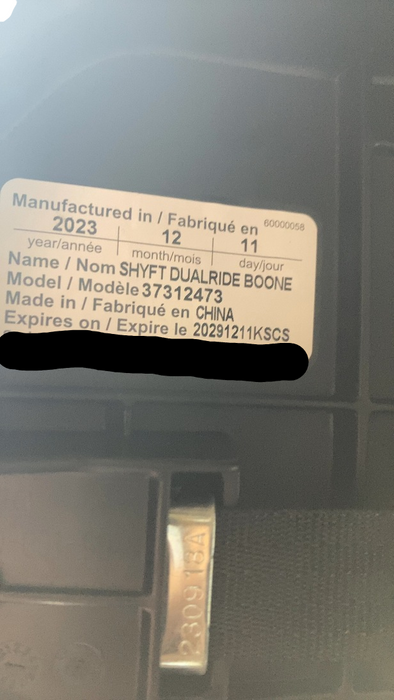 Manufactured in / Fabriqué en 60000058
2023 12 11
year/année month/mois day/jour
Name / Nom SHYFT DUALRIDE BOONE
Model / Modèle 37312473
Made in / Fabriqué en CHINA
Expires on / Expire le 20291211KSCS
230918A